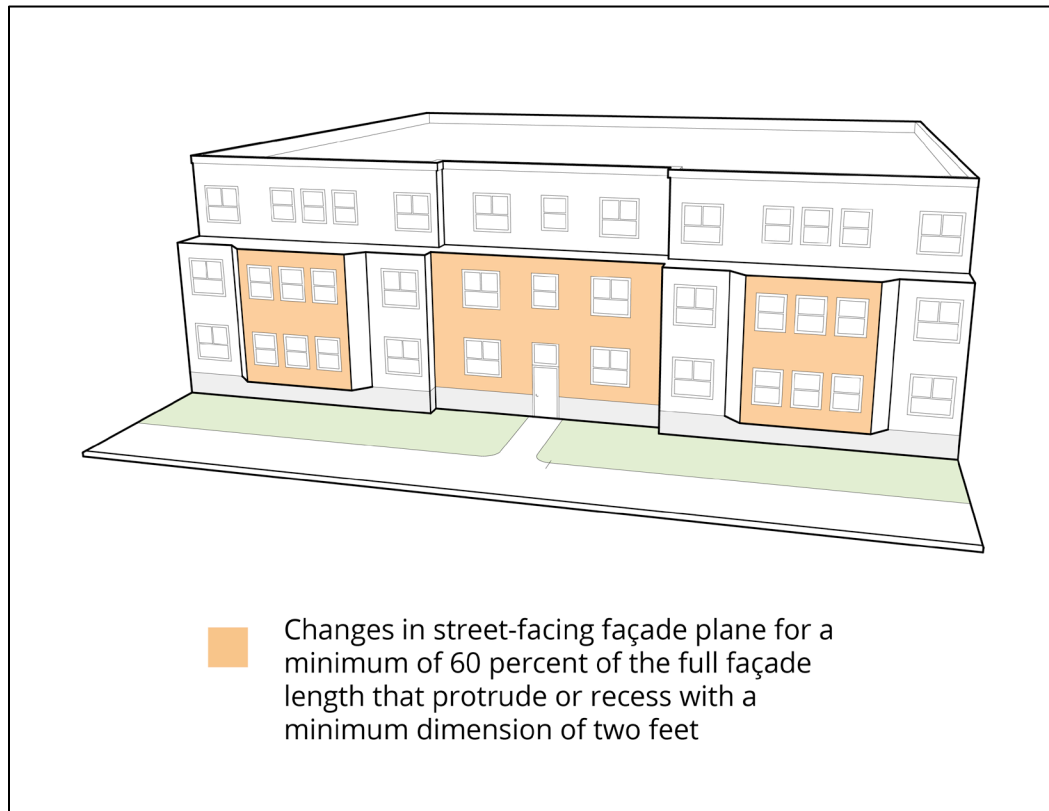 Changes in street-facing façade plane for a
minimum of 60 percent of the full façade
length that protrude or recess with a
minimum dimension of two feet